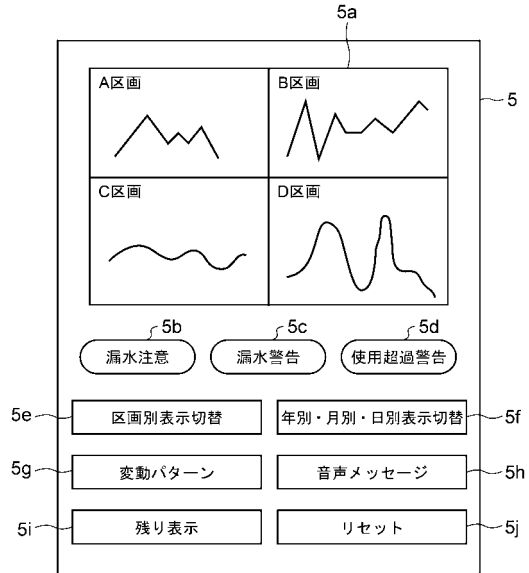 5a
5
A区画 B区画
C区画 D区画
5b 5c 5d
漏水注意 漏水警告 使用超過警告
5e 区画別表示切替 年別・月別・日別表示切替 5f
5g 変動パターン 音声メッセージ 5h
5i 残り表示 リセット 5j